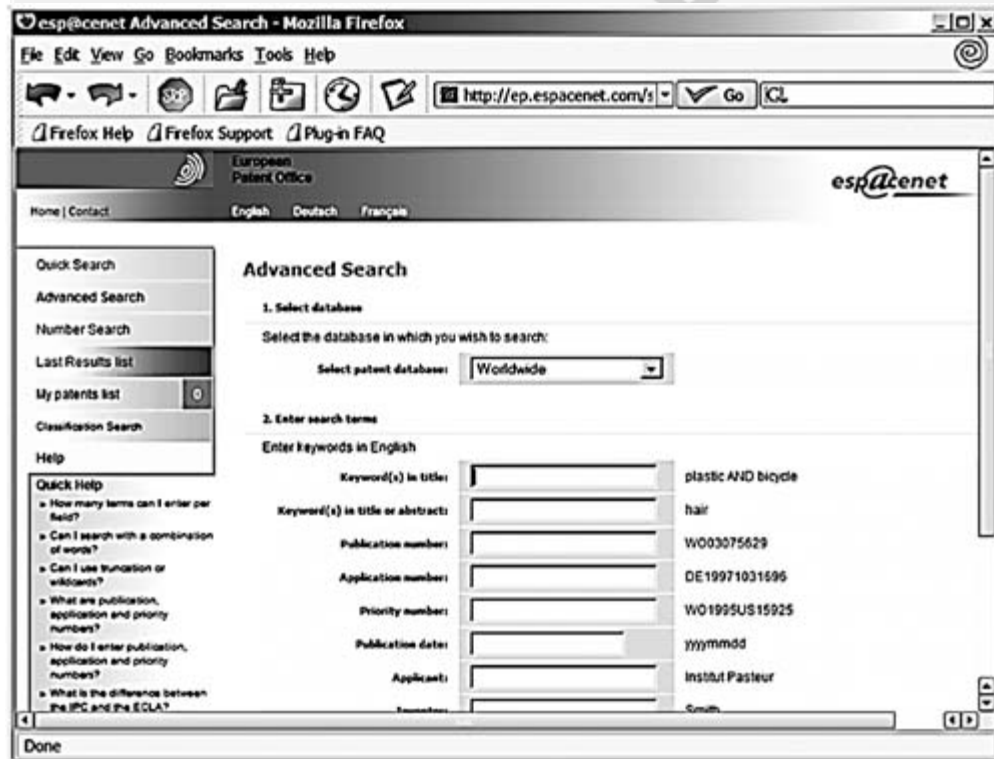 esp@cenet Advanced Search - Mozilla Firefox
File Edit View Go Bookmarks Tools Help
http://ep.espacenet.com/s Go
Firefox Help Firefox Support Plug-in FAQ
European
Patent Office
esp@cenet
Home | Contact English Deutsch Français
Quick Search
Advanced Search
Number Search
Last Results list
My patents list 0
Classification Search
Help
Quick Help
» How many terms can I enter per
field?
» Can I search with a combination
of words?
» Can I use truncation or
wildcards?
» What are publication,
application and priority
numbers?
» How do I enter publication,
application and priority
numbers?
» What is the difference between
the IPC and the ECLA?
Advanced Search
1. Select database
Select the database in which you wish to search:
Select patent database: Worldwide
2. Enter search terms
Enter keywords in English
Keyword(s) in title: plastic AND bicycle
Keyword(s) in title or abstract: hair
Publication number: WO03075629
Application number: DE19971031696
Priority number: WO1995US15925
Publication date: yyyymmdd
Applicant: Institut Pasteur
Inventor: Smith
Done